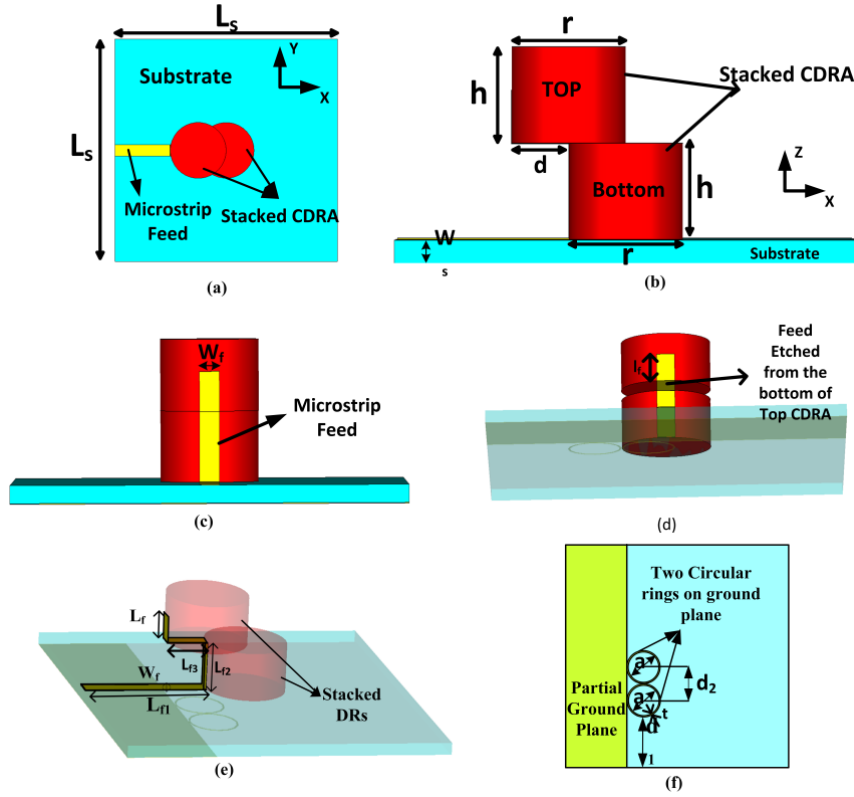 Ls
Y
Substrate
X
Ls
Microstrip
Feed
Stacked CDRA
(a)
r
Stacked CDRA
h
TOP
d
Z
Bottom
h
X
W
s
r
Substrate
(b)
Wf
Microstrip
Feed
(c)
Feed
Etched
from the
bottom of
Top CDRA
lf
(d)
Lf
Lf3
Lf2
Wf
Lf1
Stacked
DRs
(e)
Two Circular
rings on ground
plane
a
d2
a
Partial
Ground
Plane
t
d
l
(f)